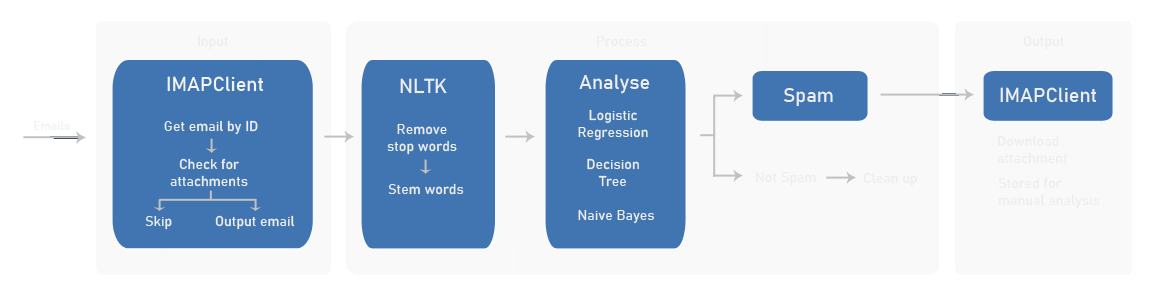 Input
Process
Output
Emails
IMAPClient
Get email by ID
Check for
attachments
Skip
Output email
NLTK
Remove
stop words
Stem words
Analyse
Logistic
Regression
Decision
Tree
Naive Bayes
Spam
Not Spam
Clean up
IMAPClient
Download
attachment
Stored for
manual analysis